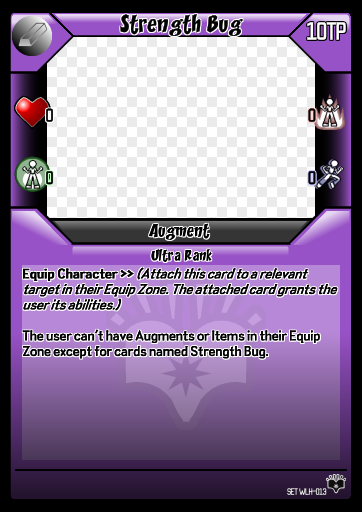 Strength Bug
10TP
0
0
0
0
Augment
Ultra Rank
Equip Character >> (Attach this card to a relevant
target in their Equip Zone. The attached card grants the
user its abilities.)
The user can't have Augments or Items in their Equip
Zone except for cards named Strength Bug.
SET WLH-013